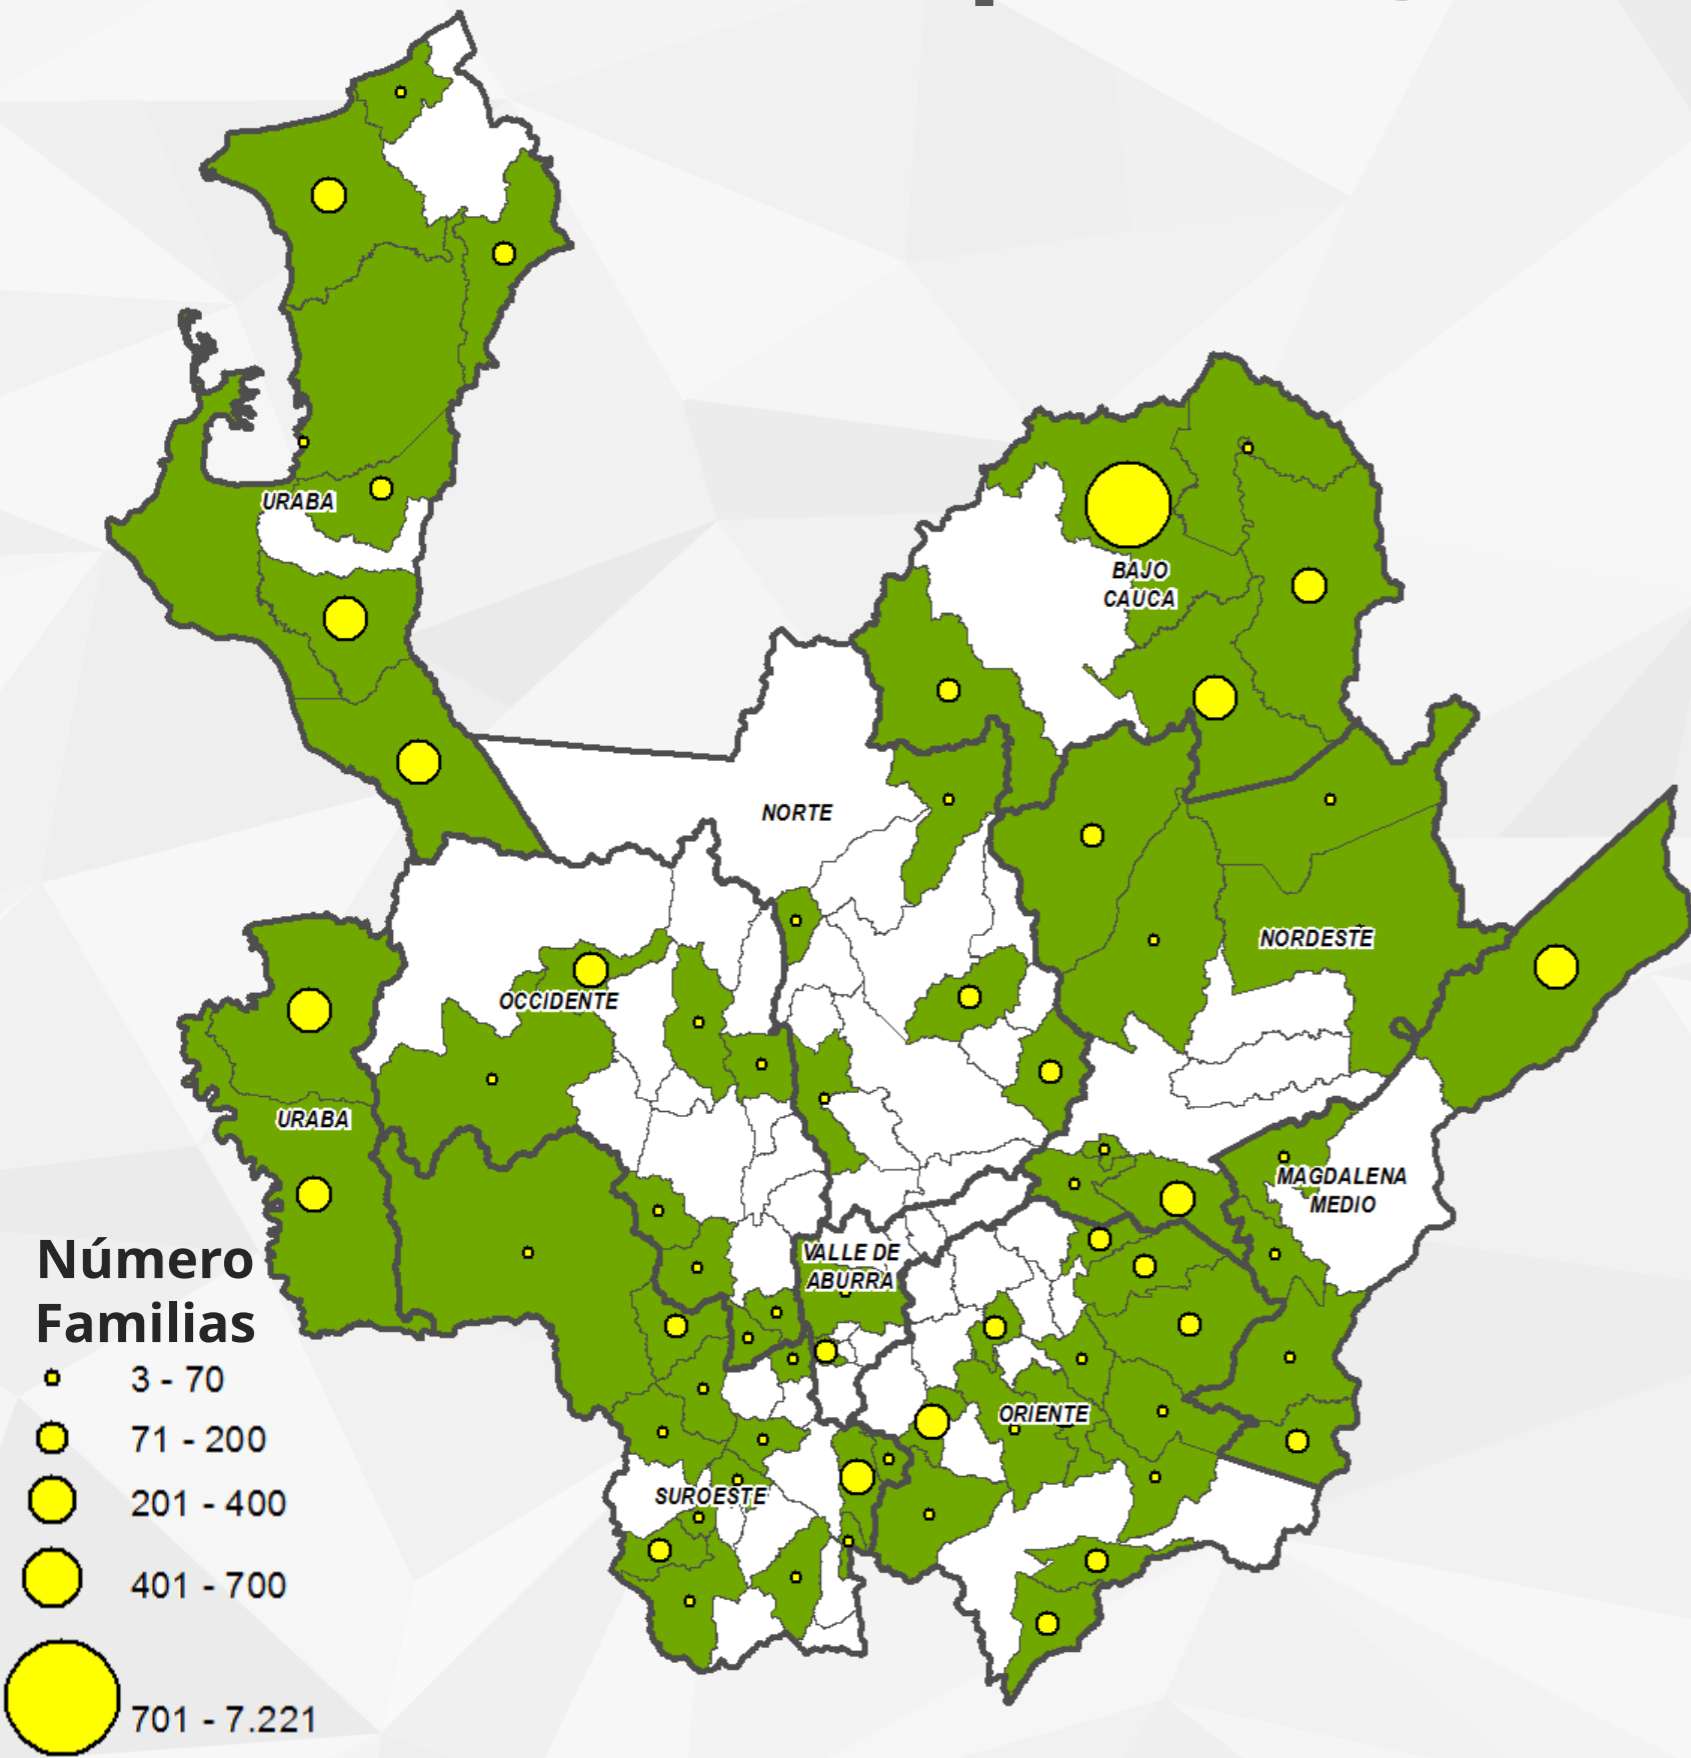 URABA
BAJO
CAUCA
NORTE
NORDESTE
OCCIDENTE
URABA
MAGDALENA
MEDIO
VALLE DE
ABURRA
ORIENTE
SUROESTE
Número
Familias
3 - 70
71 - 200
201 - 400
401 - 700
701 - 7.221